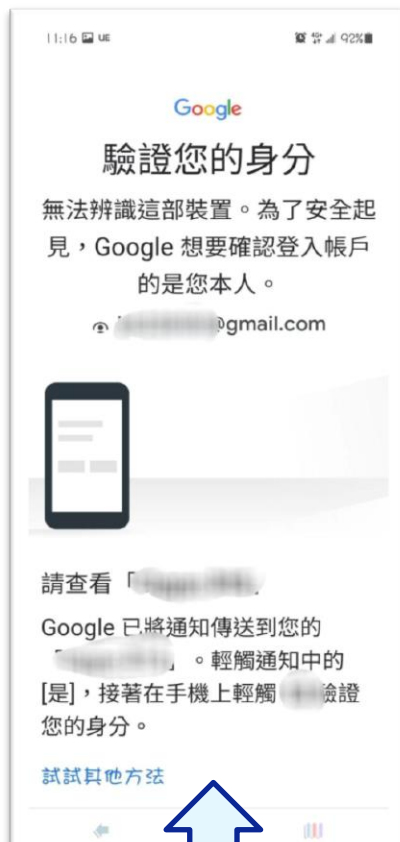 11:16 UE 92%
Google
驗證您的身分
無法辨識這部裝置。為了安全起
見，Google 想要確認登入帳戶
的是您本人。
@gmail.com
請查看「
Google 已將通知傳送到您的
「 」。輕觸通知中的
[是]，接著在手機上輕觸 驗證
您的身分。
試試其他方法